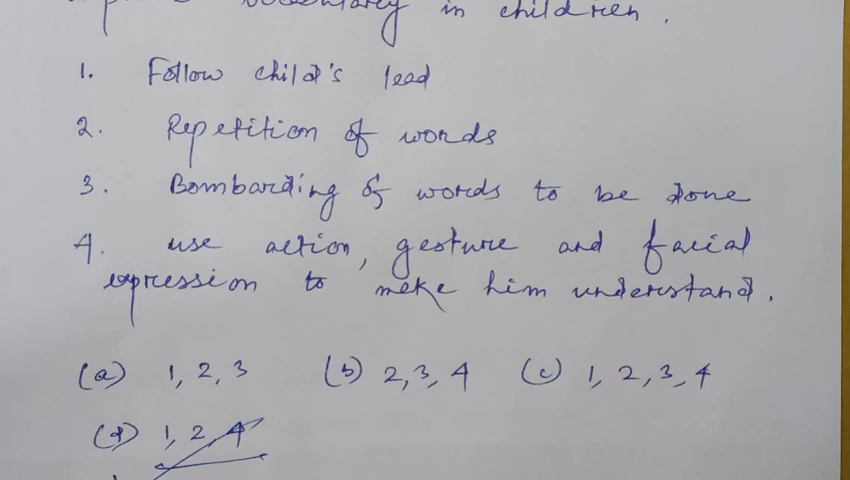 vocabulary in children.
1. Follow child's lead
2. Repetition of words
3. Bombarding of words to be done
4. use action, gesture and facial
expression to make him understand.
(a) 1, 2, 3 (b) 2, 3, 4 (c) 1, 2, 3, 4
(d) 1, 2, 4